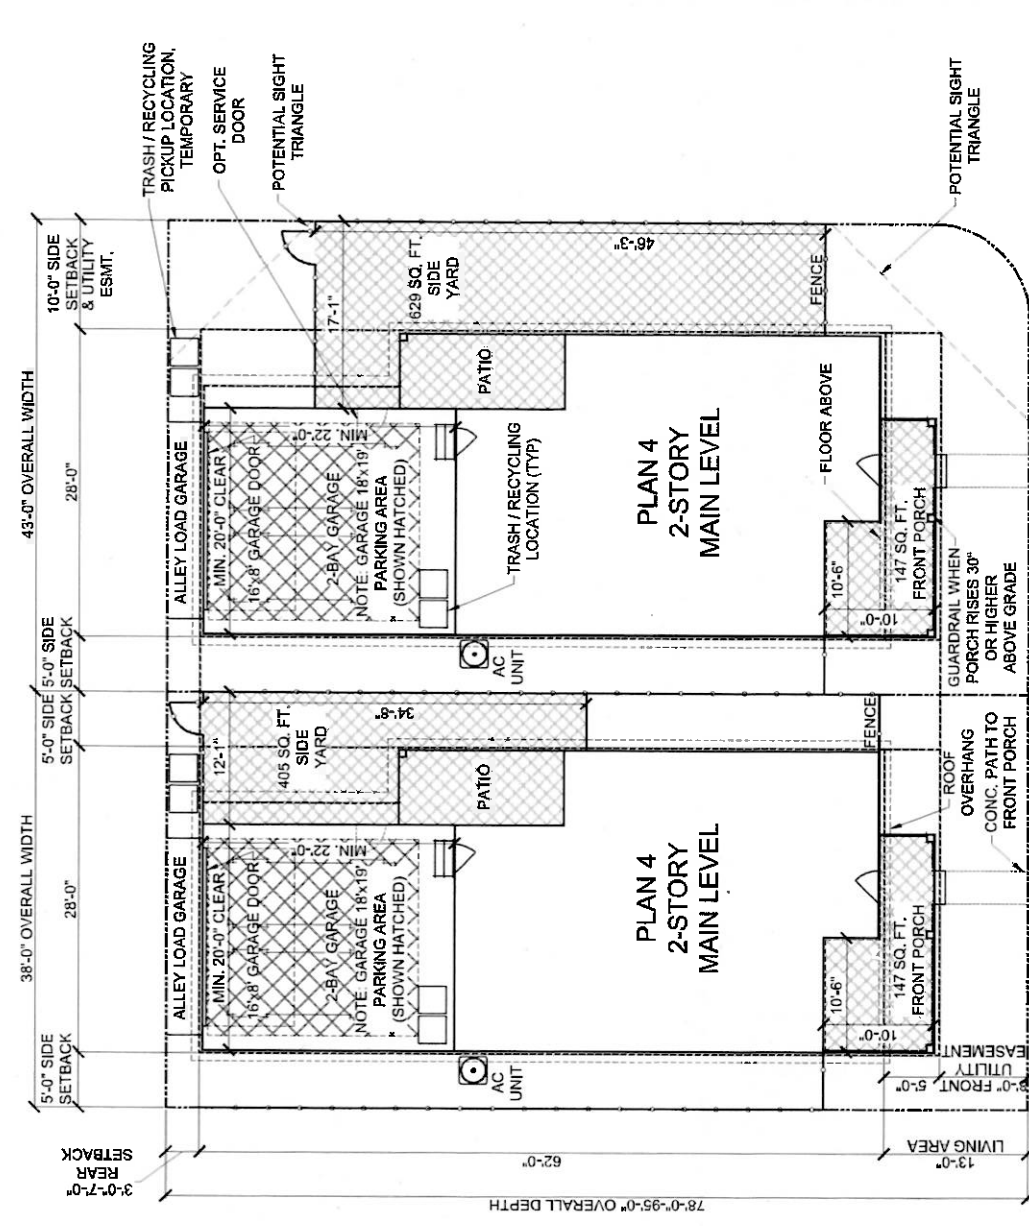 TRASH / RECYCLING
PICKUP LOCATION,
TEMPORARY
OPT. SERVICE
DOOR
POTENTIAL SIGHT
TRIANGLE
POTENTIAL SIGHT
TRIANGLE
43'-0" OVERALL WIDTH
10'-0" SIDE
SETBACK
& UTILITY
ESMT.
28'-0"
5'-0" SIDE
SETBACK
ALLEY LOAD GARAGE
MIN. 20'-0" CLEAR
16'x8' GARAGE DOOR
MIN. 22'-0"
2-BAY GARAGE
NOTE: GARAGE 18'x19'
PARKING AREA
(SHOWN HATCHED)
17'-1"
629 SQ. FT.
SIDE
YARD
46'-3"
FENCE
PATIO
TRASH / RECYCLING
LOCATION (TYP)
AC
UNIT
PLAN 4
2-STORY
MAIN LEVEL
FLOOR ABOVE
10'-6"
10'-0"
147 SQ. FT.
FRONT PORCH
GUARDRAIL WHEN
PORCH RISES 30"
OR HIGHER
ABOVE GRADE
38'-0" OVERALL WIDTH
5'-0" SIDE
SETBACK
28'-0"
5'-0" SIDE
SETBACK
ALLEY LOAD GARAGE
MIN. 20'-0" CLEAR
16'x8' GARAGE DOOR
MIN. 22'-0"
2-BAY GARAGE
NOTE: GARAGE 18'x19'
PARKING AREA
(SHOWN HATCHED)
12'-1"
405 SQ. FT.
SIDE
YARD
34'-8"
PATIO
AC
UNIT
PLAN 4
2-STORY
MAIN LEVEL
FENCE
10'-6"
10'-0"
147 SQ. FT.
FRONT PORCH
ROOF
OVERHANG
CONC. PATH TO
FRONT PORCH
3'-0"-7'-0"
REAR
SETBACK
62'-0"
78'-0"-95'-0" OVERALL DEPTH
13'-0"
LIVING AREA
5'-0"
8'-0" FRONT
UTILITY
EASEMENT